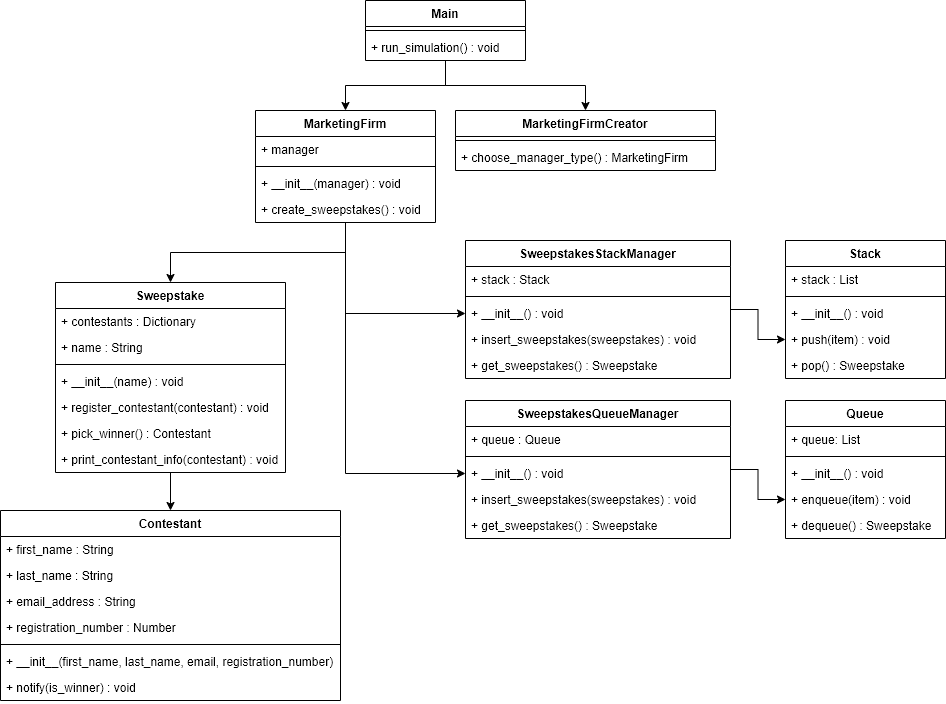 Main
+ run_simulation() : void
MarketingFirm
+ manager
+ __init__(manager) : void
+ create_sweepstakes() : void
MarketingFirmCreator
+ choose_manager_type() : MarketingFirm
Sweepstake
+ contestants : Dictionary
+ name : String
+ __init__(name) : void
+ register_contestant(contestant) : void
+ pick_winner() : Contestant
+ print_contestant_info(contestant) : void
SweepstakesStackManager
+ stack : Stack
+ __init__() : void
+ insert_sweepstakes(sweepstakes) : void
+ get_sweepstakes() : Sweepstake
Stack
+ stack : List
+ __init__() : void
+ push(item) : void
+ pop() : Sweepstake
SweepstakesQueueManager
+ queue : Queue
+ __init__() : void
+ insert_sweepstakes(sweepstakes) : void
+ get_sweepstakes() : Sweepstake
Queue
+ queue: List
+ __init__() : void
+ enqueue(item) : void
+ dequeue() : Sweepstake
Contestant
+ first_name : String
+ last_name : String
+ email_address : String
+ registration_number : Number
+ __init__(first_name, last_name, email, registration_number)
+ notify(is_winner) : void